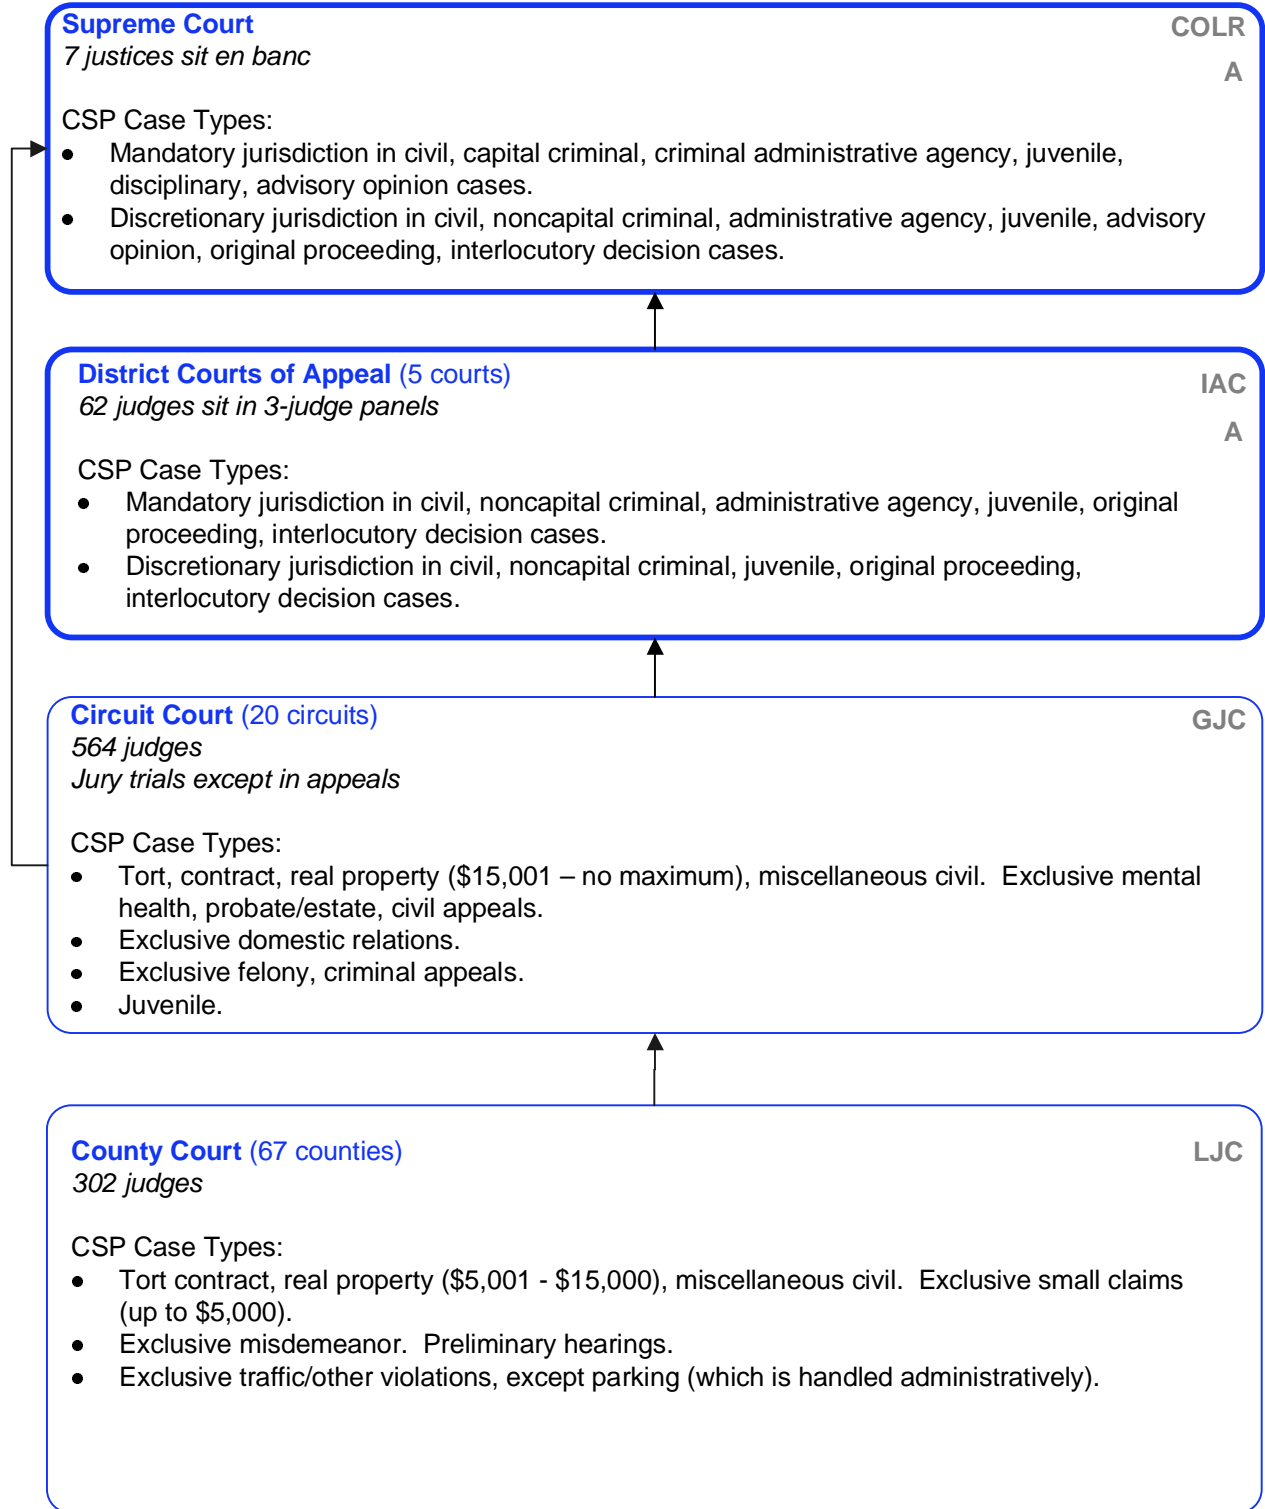 Supreme Court
COLR
7 justices sit en banc
A
CSP Case Types:
• Mandatory jurisdiction in civil, capital criminal, criminal administrative agency, juvenile,
disciplinary, advisory opinion cases.
• Discretionary jurisdiction in civil, noncapital criminal, administrative agency, juvenile, advisory
opinion, original proceeding, interlocutory decision cases.
District Courts of Appeal (5 courts)
IAC
62 judges sit in 3-judge panels
A
CSP Case Types:
• Mandatory jurisdiction in civil, noncapital criminal, administrative agency, juvenile, original
proceeding, interlocutory decision cases.
• Discretionary jurisdiction in civil, noncapital criminal, juvenile, original proceeding,
interlocutory decision cases.
Circuit Court (20 circuits)
GJC
564 judges
Jury trials except in appeals
CSP Case Types:
• Tort, contract, real property ($15,001 – no maximum), miscellaneous civil.  Exclusive mental
health, probate/estate, civil appeals.
• Exclusive domestic relations.
• Exclusive felony, criminal appeals.
• Juvenile.
County Court (67 counties)
LJC
302 judges
CSP Case Types:
• Tort contract, real property ($5,001 - $15,000), miscellaneous civil.  Exclusive small claims
(up to $5,000).
• Exclusive misdemeanor.  Preliminary hearings.
• Exclusive traffic/other violations, except parking (which is handled administratively).